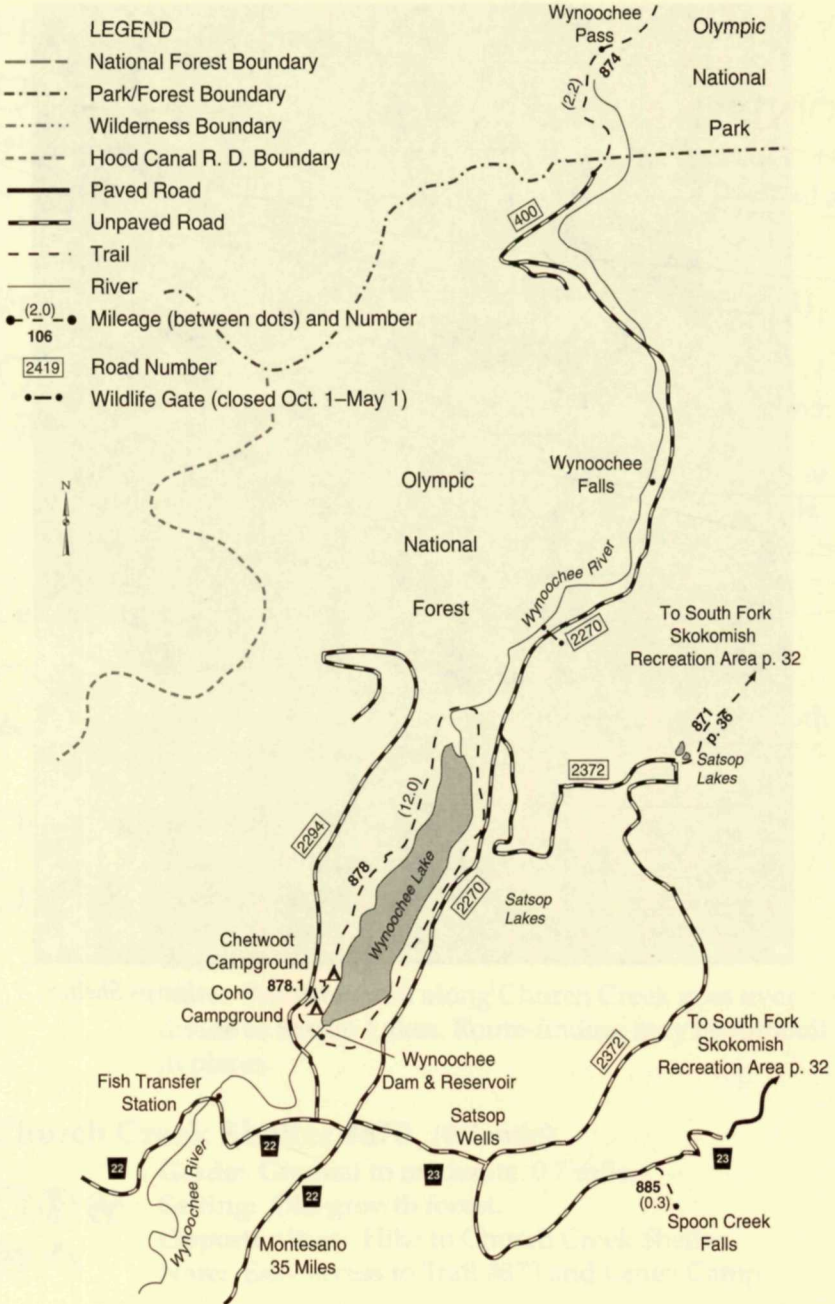 LEGEND
National Forest Boundary
Park/Forest Boundary
Wilderness Boundary
Hood Canal R. D. Boundary
Paved Road
Unpaved Road
Trail
River
(2.0)
106
Mileage (between dots) and Number
2419
Road Number
Wildlife Gate (closed Oct. 1–May 1)
Wynoochee
Pass
874
(2.2)
Olympic
National
Park
400
N
Olympic
National
Forest
Wynoochee
Falls
Wynoochee River
2270
To South Fork
Skokomish
Recreation Area p. 32
871
p. 36
Satsop
Lakes
2372
(12.0)
2294
878
Wynoochee Lake
2270
Satsop
Lakes
Chetwoot
Campground
878.1
Coho
Campground
Wynoochee
Dam & Reservoir
2372
To South Fork
Skokomish
Recreation Area p. 32
Fish Transfer
Station
Satsop
Wells
22
22
22
23
23
Wynoochee River
885
(0.3)
Spoon Creek
Falls
Montesano
35 Miles